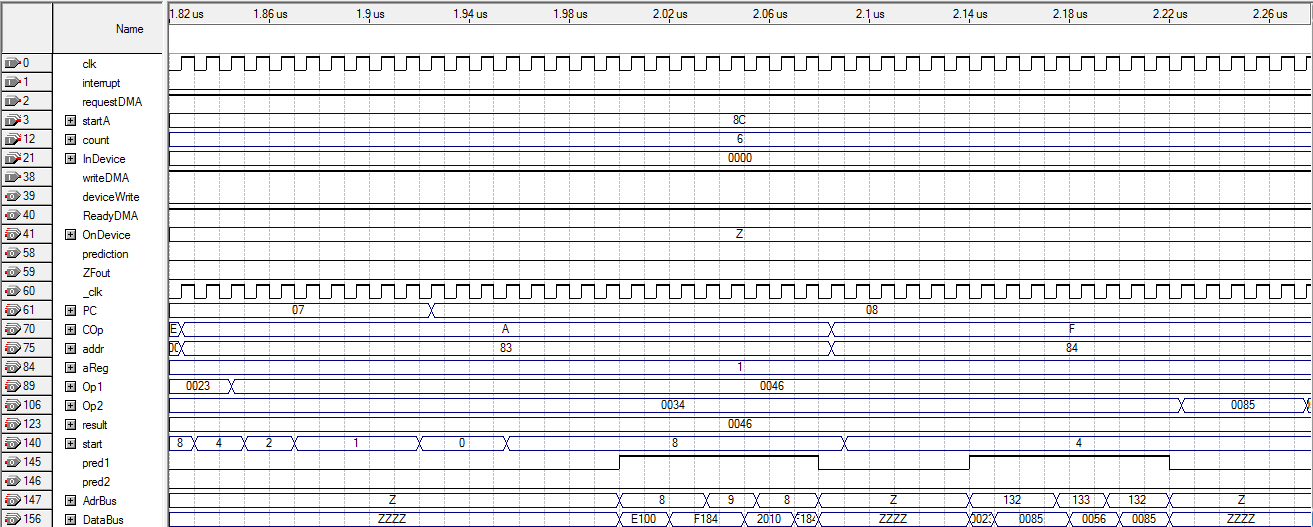 Name 1.82 us 1.86 us 1.9 us 1.94 us 1.98 us 2.02 us 2.06 us 2.1 us 2.14 us 2.18 us 2.22 us 2.26 us
0 clk
1 interrupt
2 requestDMA
3 startA 8C
12 count 6
21 InDevice 0000
38 writeDMA
39 deviceWrite
40 ReadyDMA
41 OnDevice Z
58 prediction
59 ZFout
60 _clk
61 PC 07 08
70 COp E A F
75 addr 83 84
84 aReg 1
89 Op1 0023 0046
106 Op2 0034 0085
123 result 0046
140 start 8 4 2 1 0 8 4
145 pred1
146 pred2
147 AdrBus Z 8 9 8 Z 132 133 132 Z
156 DataBus ZZZZ E100 F184 2010 ZZZZ 0085 0056 0085 ZZZZ